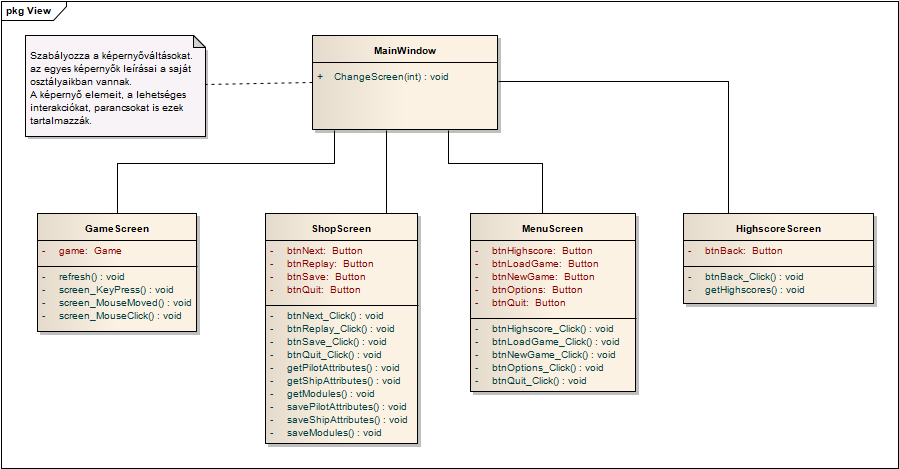 pkg View
Szabályozza a képernyőváltásokat.
az egyes képernyők leírásai a saját
osztályaikban vannak.
A képernyő elemeit, a lehetséges
interakciókat, parancsokat is ezek
tartalmazzák.
MainWindow
+ ChangeScreen(int) : void
GameScreen
- game: Game
- refresh() : void
- screen_KeyPress() : void
- screen_MouseMoved() : void
- screen_MouseClick() : void
ShopScreen
- btnNext: Button
- btnReplay: Button
- btnSave: Button
- btnQuit: Button
- btnNext_Click() : void
- btnReplay_Click() : void
- btnSave_Click() : void
- btnQuit_Click() : void
- getPilotAttributes() : void
- getShipAttributes() : void
- getModules() : void
- savePilotAttributes() : void
- saveShipAttributes() : void
- saveModules() : void
MenuScreen
- btnHighscore: Button
- btnLoadGame: Button
- btnNewGame: Button
- btnOptions: Button
- btnQuit: Button
- btnHighscore_Click() : void
- btnLoadGame_Click() : void
- btnNewGame_Click() : void
- btnOptions_Click() : void
- btnQuit_Click() : void
HighscoreScreen
- btnBack: Button
- btnBack_Click() : void
- getHighscores() : void